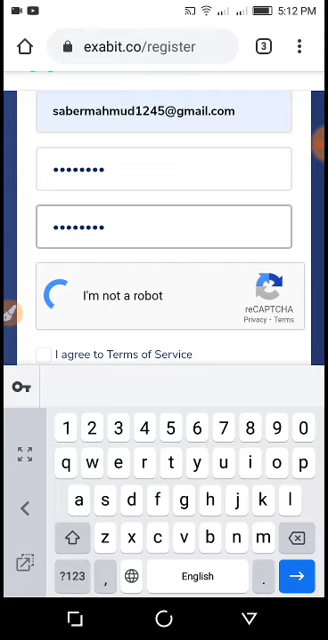 5:12 PM
exabit.co/register
3
sabermahmud1245@gmail.com
••••••••
••••••••
I'm not a robot
reCAPTCHA
Privacy - Terms
I agree to Terms of Service
1 2 3 4 5 6 7 8 9 0
q w e r t y u i o p
a s d f g h j k l
z x c v b n m
?123 , English .